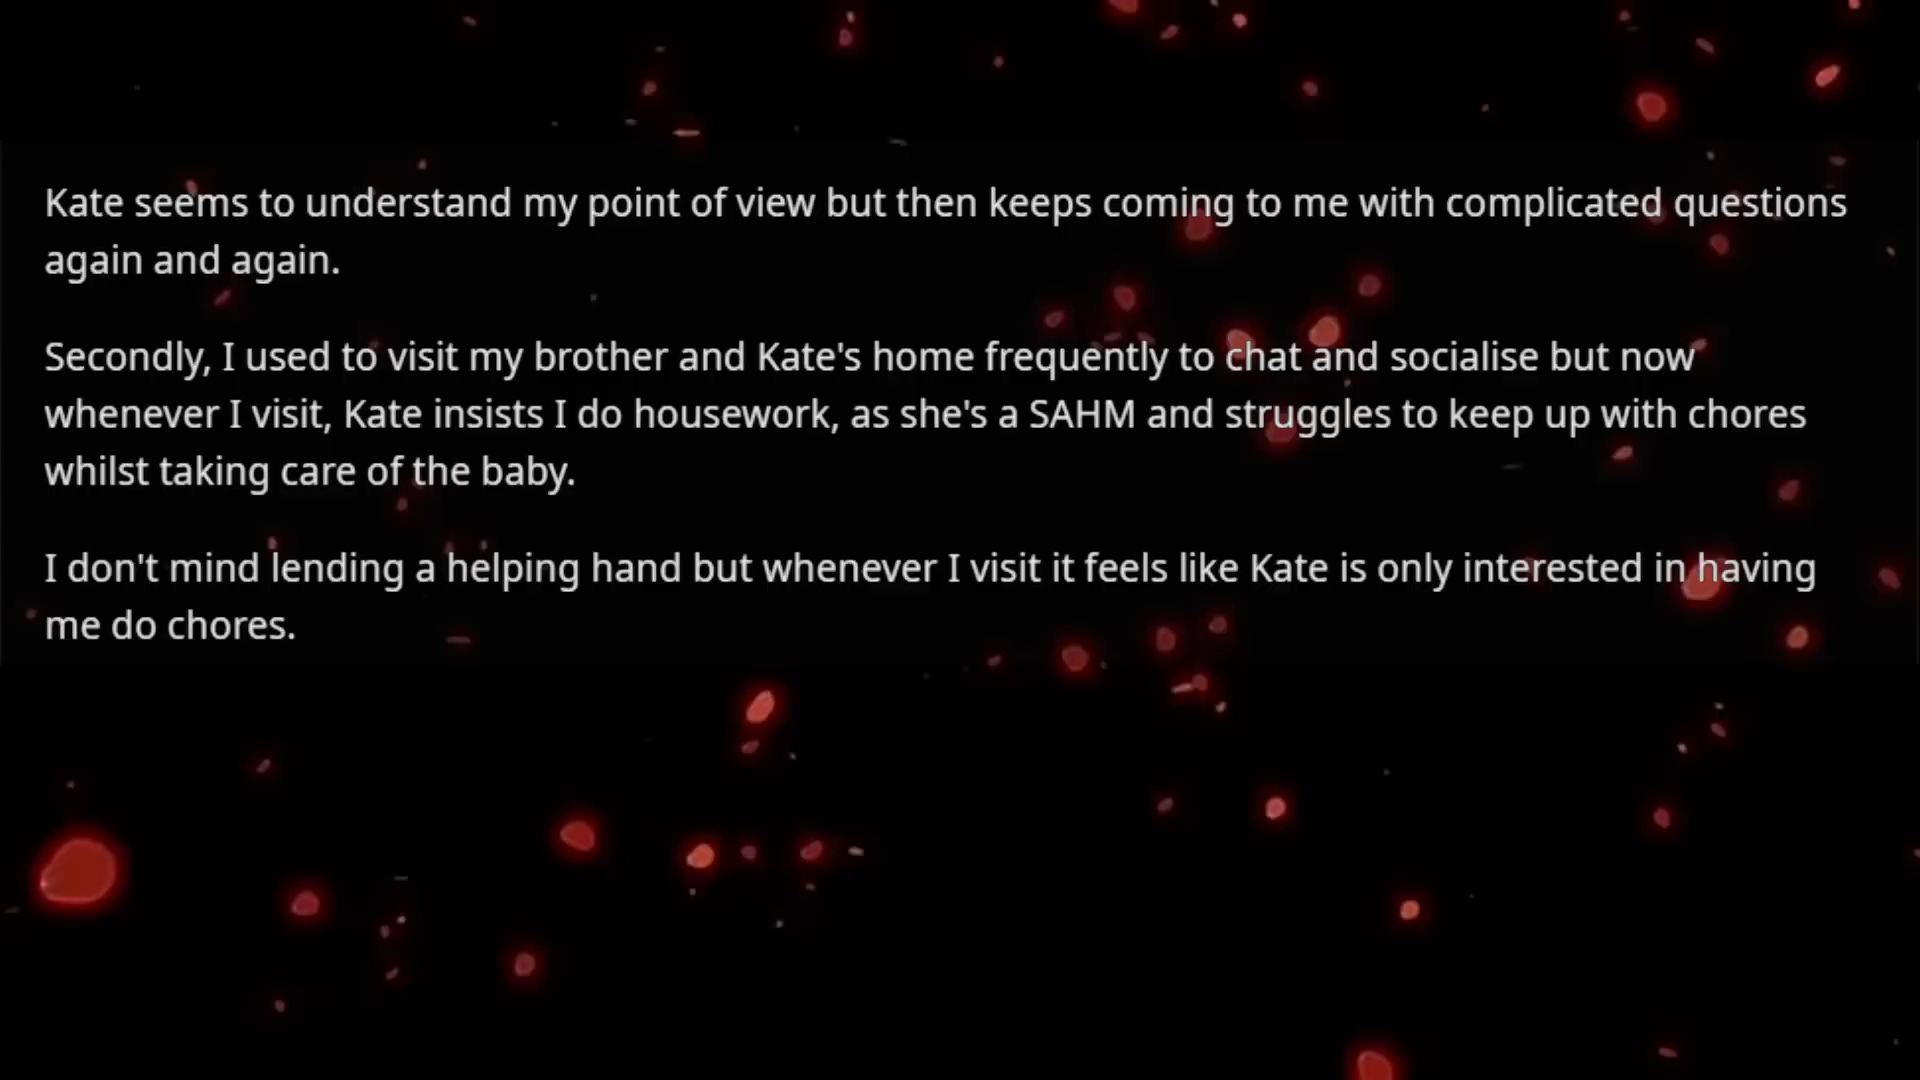 Kate seems to understand my point of view but then keeps coming to me with complicated questions
again and again.
Secondly, I used to visit my brother and Kate's home frequently to chat and socialise but now
whenever I visit, Kate insists I do housework, as she's a SAHM and struggles to keep up with chores
whilst taking care of the baby.
I don't mind lending a helping hand but whenever I visit it feels like Kate is only interested in having
me do chores.